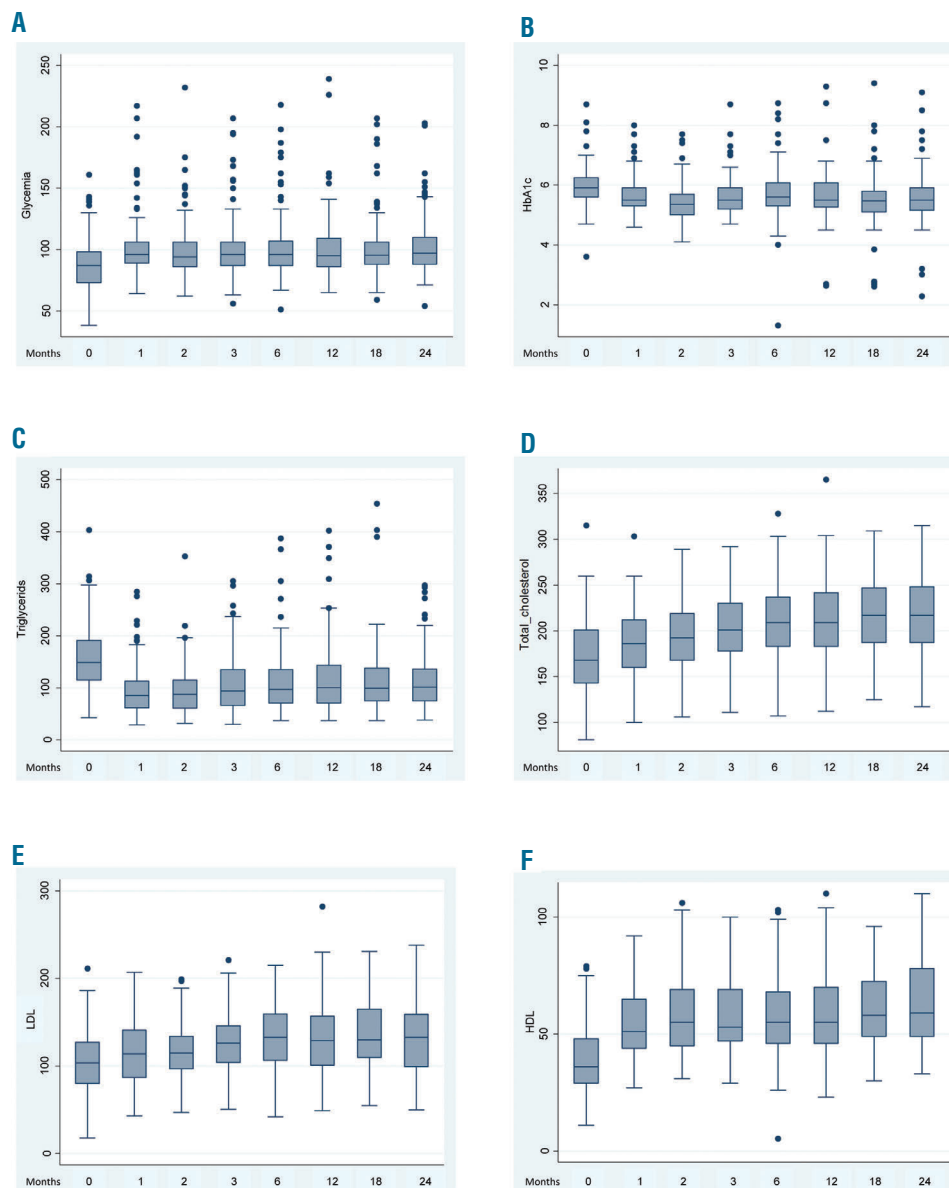 A
Glycemia
250
200
150
100
50
Months 0 1 2 3 6 12 18 24
B
HbA1c
10
8
6
4
2
Months 0 1 2 3 6 12 18 24
C
Triglycerids
500
400
300
200
100
0
Months 0 1 2 3 6 12 18 24
D
Total_cholesterol
350
300
250
200
150
100
Months 0 1 2 3 6 12 18 24
E
LDL
300
200
100
0
Months 0 1 2 3 6 12 18 24
F
HDL
100
50
0
Months 0 1 2 3 6 12 18 24